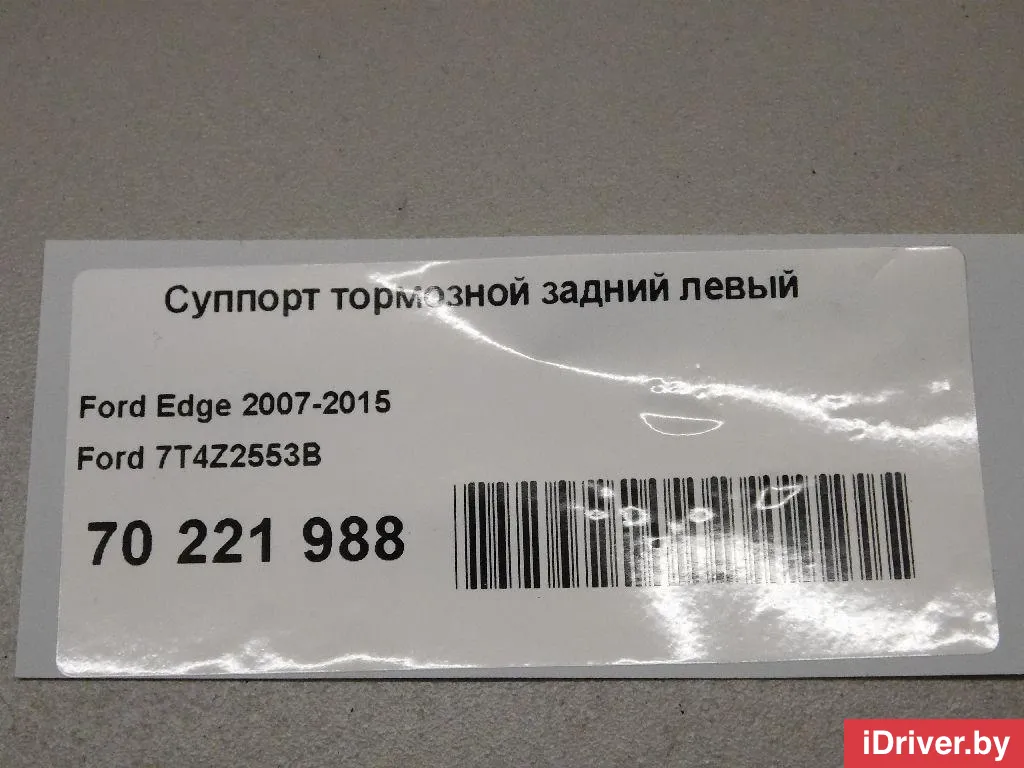 Суппорт тормозной задний левый
Ford Edge 2007-2015
Ford 7T4Z2553B
70 221 988
iDriver.by